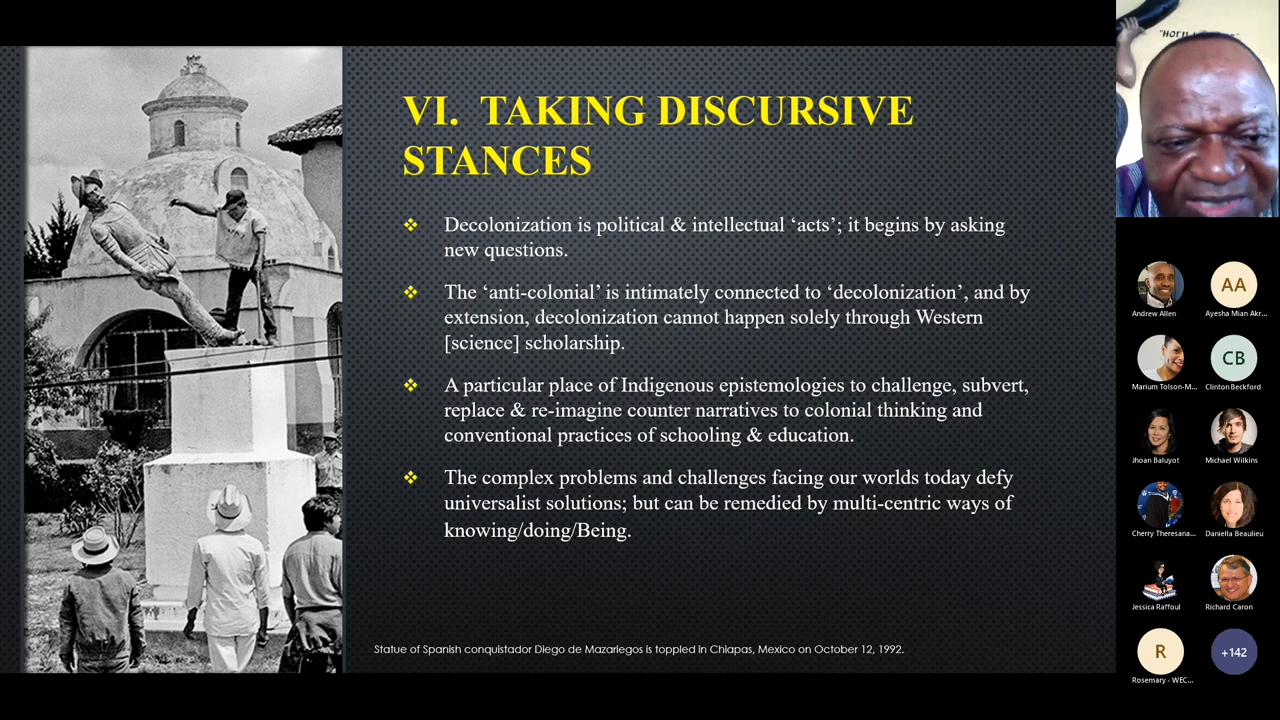 VI. TAKING DISCURSIVE
STANCES
❖ Decolonization is political & intellectual ‘acts’; it begins by asking
new questions.
❖ The ‘anti-colonial’ is intimately connected to ‘decolonization’, and by
extension, decolonization cannot happen solely through Western
[science] scholarship.
❖ A particular place of Indigenous epistemologies to challenge, subvert,
replace & re-imagine counter narratives to colonial thinking and
conventional practices of schooling & education.
❖ The complex problems and challenges facing our worlds today defy
universalist solutions; but can be remedied by multi-centric ways of
knowing/doing/Being.
Statue of Spanish conquistador Diego de Mazariegos is toppled in Chiapas, Mexico on October 12, 1992.
AA
Andrew Allen
Ayesha Mian Akr...
CB
Marium Tolson-M...
Clinton Beckford
Jhoan Baluyot
Michael Wilkins
Cherry Theresana...
Daniella Beaulieu
Jessica Raffoul
Richard Caron
R
+142
Rosemary - WEC...